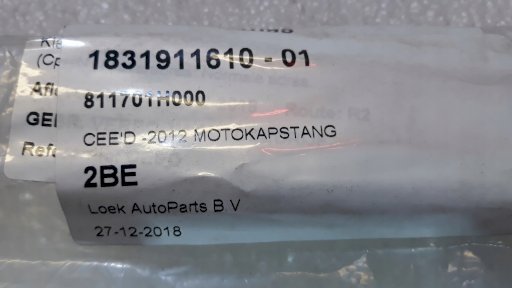 1831911610 - 01
811701H000
CEE'D -2012 MOTOKAPSTANG
2BE
Loek AutoParts B V
27-12-2018